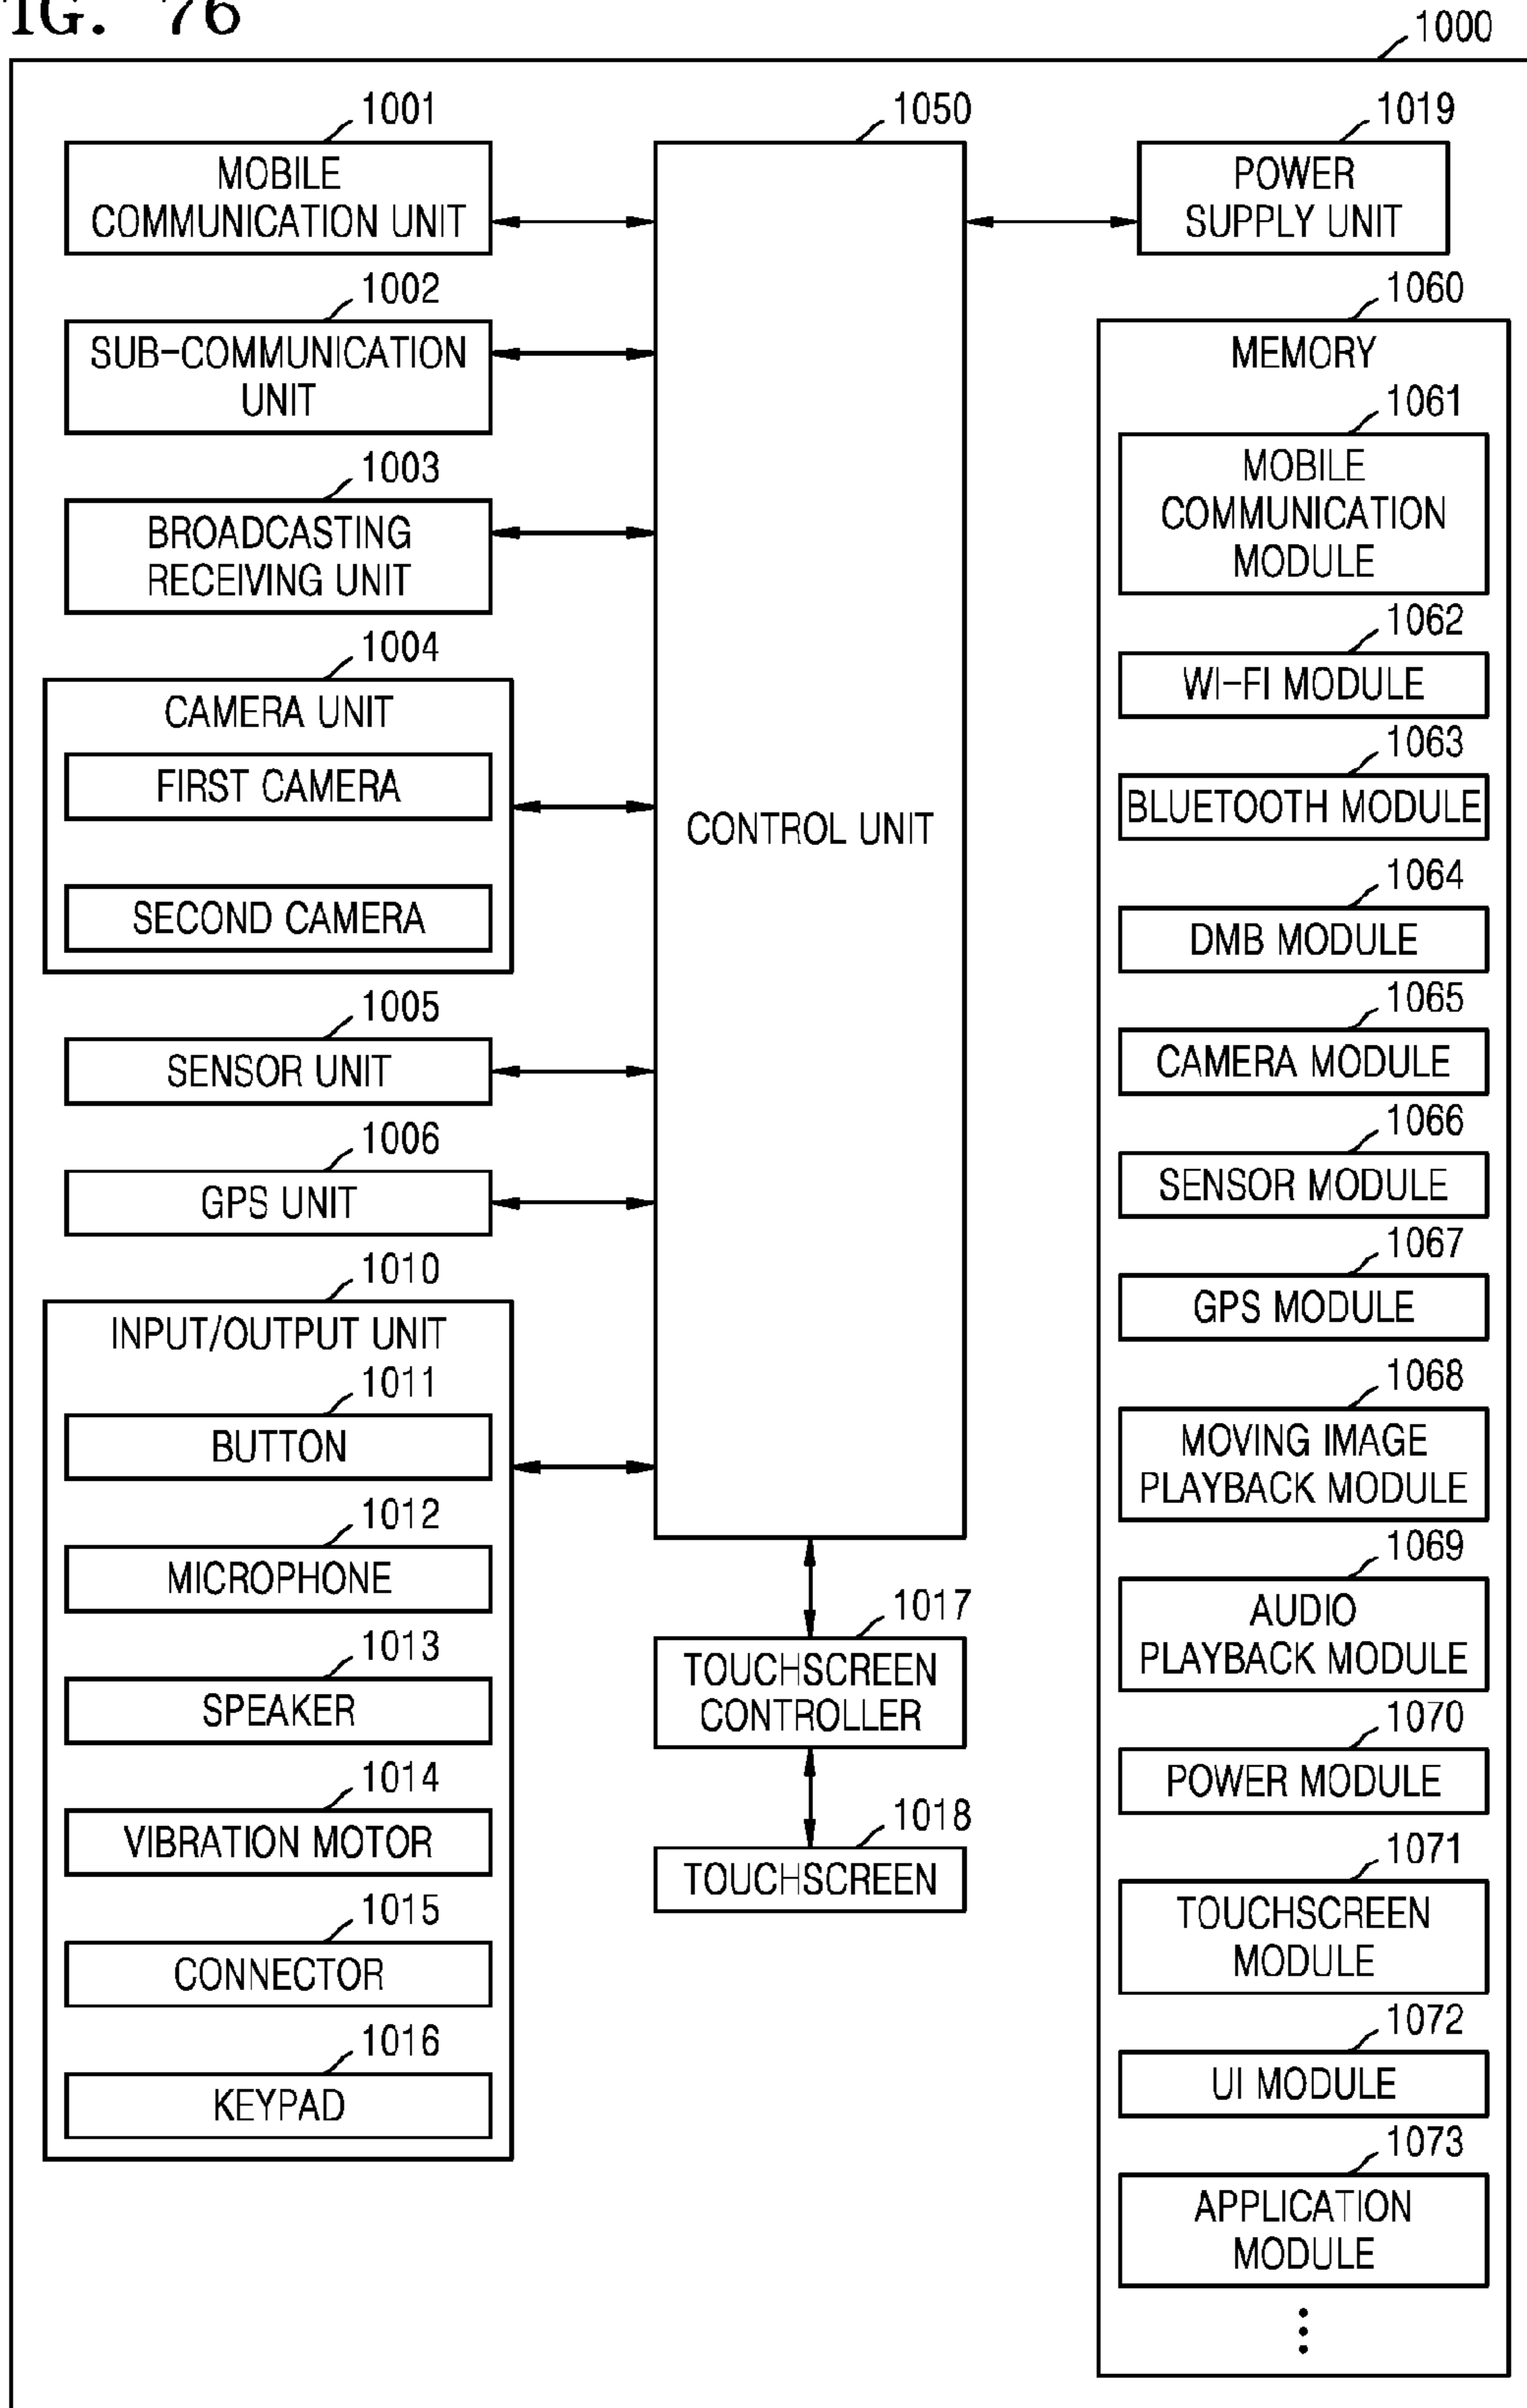 IG. 76
1000
1001
MOBILE
COMMUNICATION UNIT
1002
SUB-COMMUNICATION
UNIT
1003
BROADCASTING
RECEIVING UNIT
1004
CAMERA UNIT
FIRST CAMERA
SECOND CAMERA
1005
SENSOR UNIT
1006
GPS UNIT
1010
INPUT/OUTPUT UNIT
1011
BUTTON
1012
MICROPHONE
1013
SPEAKER
1014
VIBRATION MOTOR
1015
CONNECTOR
1016
KEYPAD
1050
CONTROL UNIT
1017
TOUCHSCREEN
CONTROLLER
1018
TOUCHSCREEN
1019
POWER
SUPPLY UNIT
1060
MEMORY
1061
MOBILE
COMMUNICATION
MODULE
1062
WI-FI MODULE
1063
BLUETOOTH MODULE
1064
DMB MODULE
1065
CAMERA MODULE
1066
SENSOR MODULE
1067
GPS MODULE
1068
MOVING IMAGE
PLAYBACK MODULE
1069
AUDIO
PLAYBACK MODULE
1070
POWER MODULE
1071
TOUCHSCREEN
MODULE
1072
UI MODULE
1073
APPLICATION
MODULE